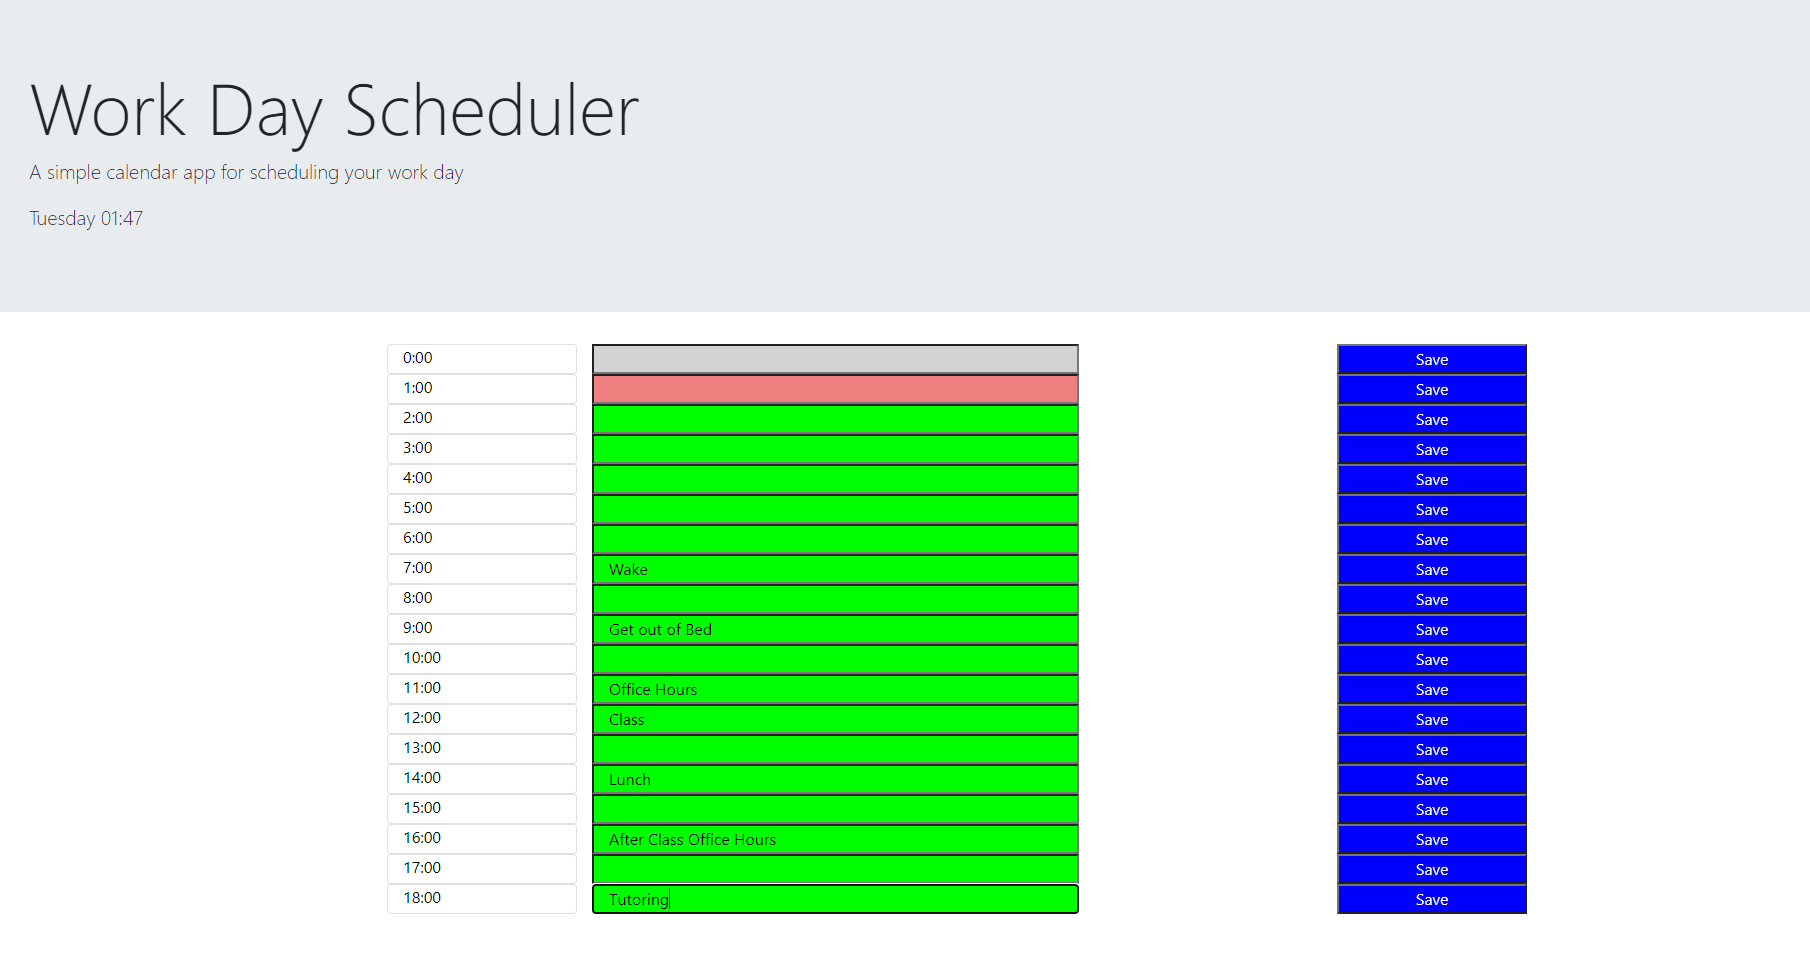 Work Day Scheduler
A simple calendar app for scheduling your work day
Tuesday 01:47
0:00 Save
1:00 Save
2:00 Save
3:00 Save
4:00 Save
5:00 Save
6:00 Save
7:00 Wake Save
8:00 Save
9:00 Get out of Bed Save
10:00 Save
11:00 Office Hours Save
12:00 Class Save
13:00 Save
14:00 Lunch Save
15:00 Save
16:00 After Class Office Hours Save
17:00 Save
18:00 Tutoring Save